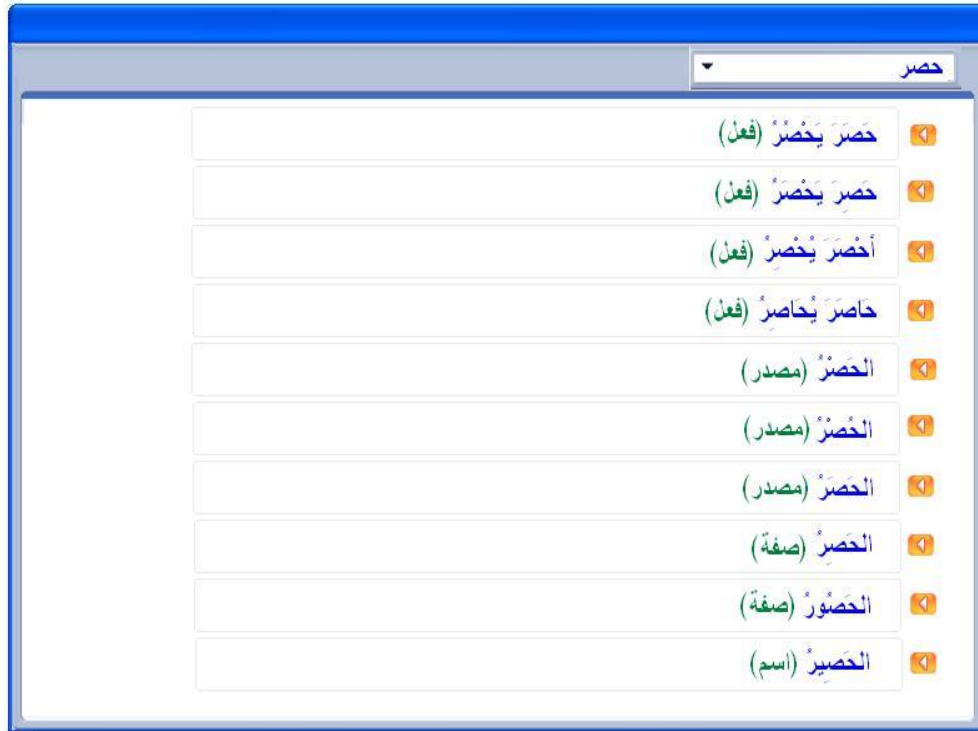 حصر
حَصَرَ يَحْصُرُ (فعل)
حَصِرَ يَحْصَرُ (فعل)
أَحْصَرَ يُحْصِرُ (فعل)
حَاصَرَ يُحَاصِرُ (فعل)
الحَصْرُ (مصدر)
الحُصْرُ (مصدر)
الحَصَرُ (مصدر)
الحَصِرُ (صفة)
الحَصُورُ (صفة)
الحَصِيرُ (اسم)